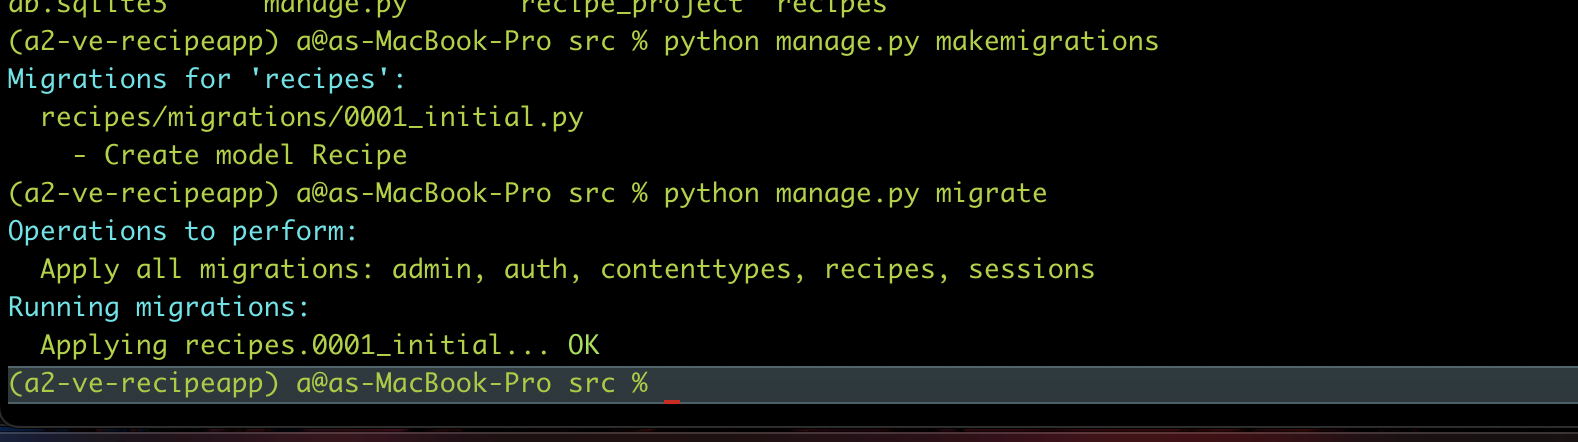 db.sqlite3      manage.py       recipe_project  recipes
(a2-ve-recipeapp) a@as-MacBook-Pro src % python manage.py makemigrations
Migrations for 'recipes':
  recipes/migrations/0001_initial.py
    - Create model Recipe
(a2-ve-recipeapp) a@as-MacBook-Pro src % python manage.py migrate
Operations to perform:
  Apply all migrations: admin, auth, contenttypes, recipes, sessions
Running migrations:
  Applying recipes.0001_initial... OK
(a2-ve-recipeapp) a@as-MacBook-Pro src %